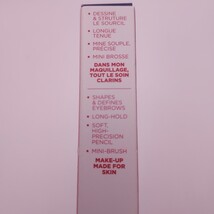 • DESSINE
& STRUTURE
LE SOURCIL
• LONGUE
TENUE
• MINE SOUPLE,
PRÉCISE
• MINI BROSSE
DANS MON
MAQUILLAGE,
TOUT LE SOIN
CLARINS
• SHAPES
& DEFINES
EYEBROWS
• LONG-HOLD
• SOFT,
HIGH-
PRECISION
PENCIL
• MINI-BRUSH
MAKE-UP
MADE FOR
SKIN